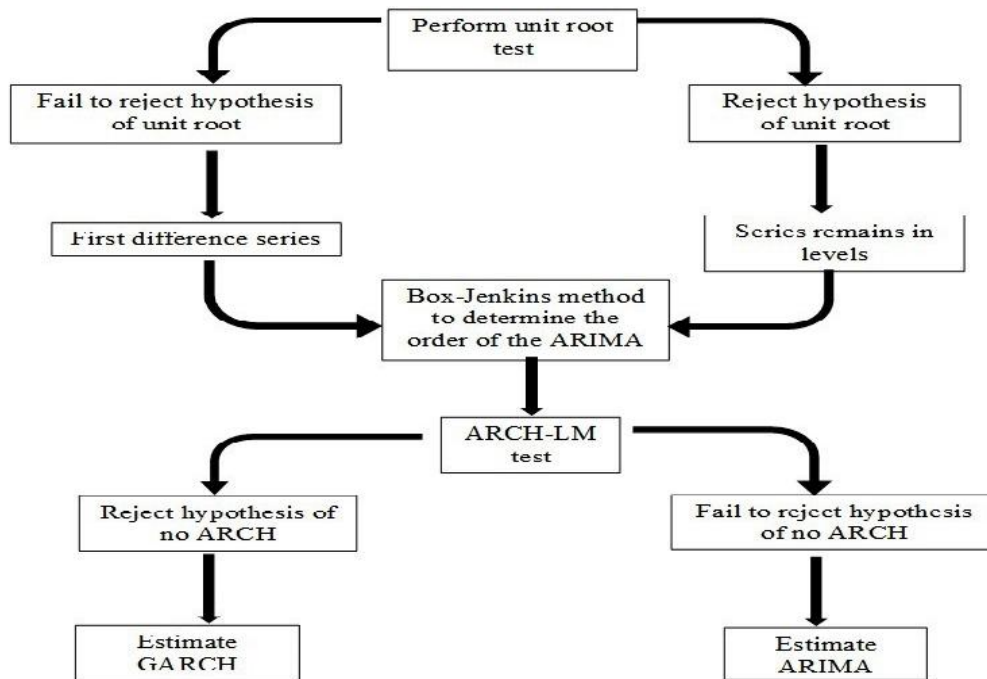 Perform unit root
test
Fail to reject hypothesis
of unit root
Reject hypothesis
of unit root
First difference series
Series remains in
levels
Box-Jenkins method
to determine the
order of the ARIMA
ARCH-LM
test
Reject hypothesis of
no ARCH
Fail to reject hypothesis
of no ARCH
Estimate
GARCH
Estimate
ARIMA